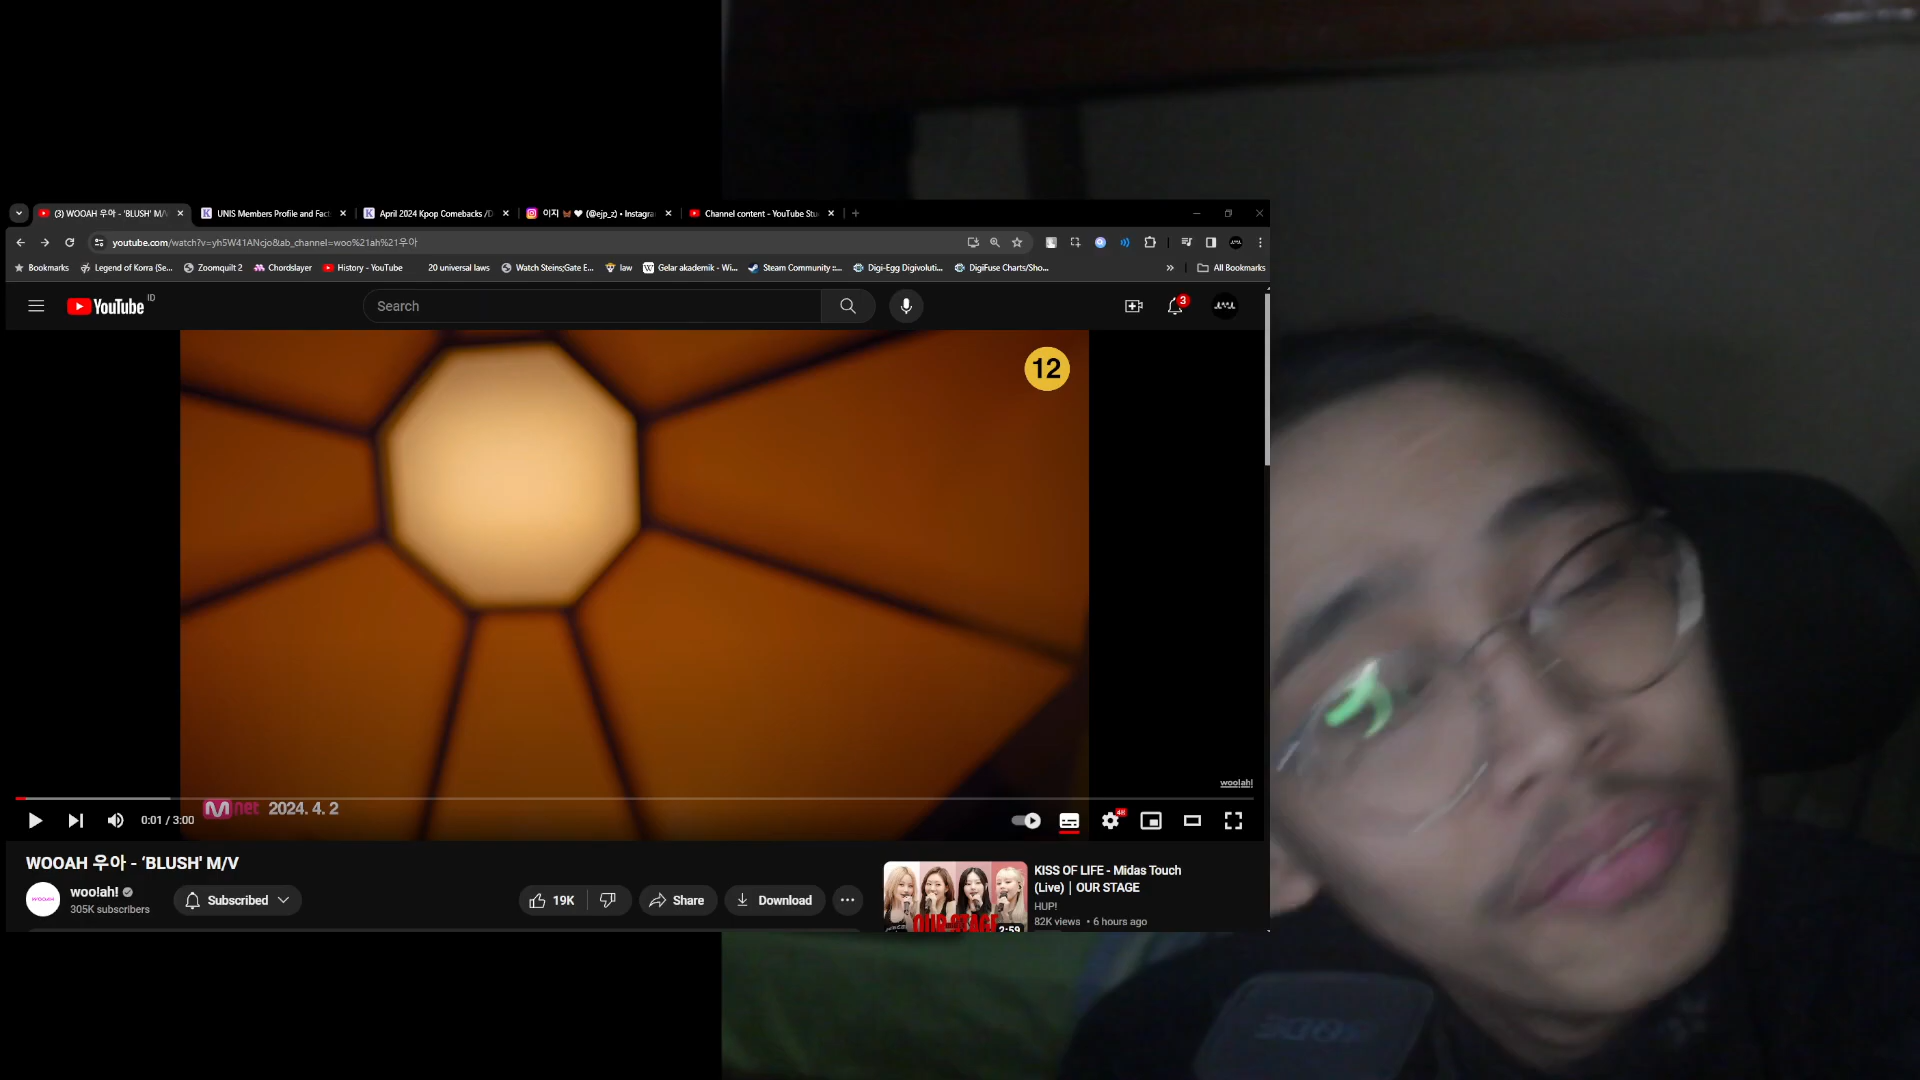 (3) WOOAH 우아 - 'BLUSH' M/V
UNIS Members Profile and Fac
April 2024 Kpop Comebacks /D
이지 🦋 🖤 (@ejp_z) • Instagra
Channel content - YouTube Stu
youtube.com/watch?v=yh5W41ANcjo&ab_channel=woo%21ah%21우아
Bookmarks
Legend of Korra (Se...
Zoomquilt 2
Chordslayer
History - YouTube
20 universal laws
Watch Steins;Gate E...
law
Gelar akademik - Wi...
Steam Community ::...
Digi-Egg Digivoluti...
DigiFuse Charts/Sho...
»
All Bookmarks
YouTube ID
Search
3
12
woo!ah!
0:01 / 3:00
Mnet 2024. 4. 2
4K
WOOAH 우아 - ‘BLUSH' M/V
WOOAH
woo!ah!
305K subscribers
Subscribed
19K
Share
Download
OUR STAGE
2:59
KISS OF LIFE - Midas Touch
(Live) | OUR STAGE
HUP!
82K views • 6 hours ago